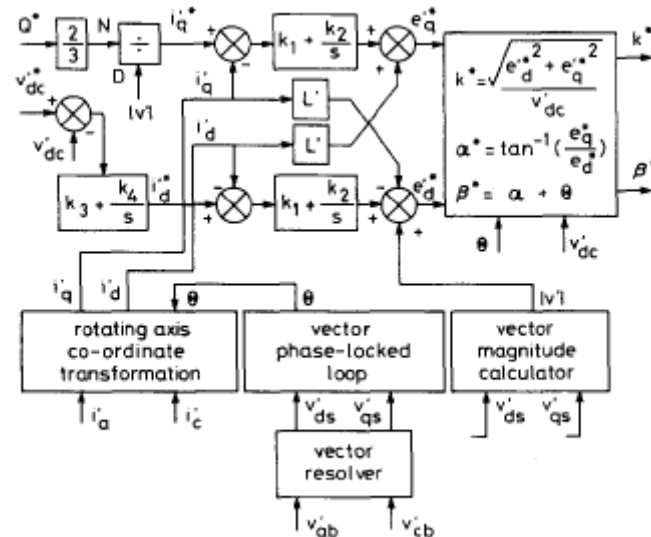 Q* 2/3 N ÷ i'q* + - k1 + k2/s + + e'q* k*
D |v'|
v'dc* + - v'dc
i'q L'
i'd L'
k* = √(e'd*² + e'q*²) / v'dc
α* = tan⁻¹(e*q / e*d)
β* = α + θ
k3 + k4/s i'd* - + k1 + k2/s - + + e'd* β*
θ v'dc
i'q i'd θ θ |v'|
rotating axis
co-ordinate
transformation
vector
phase-locked
loop
vector
magnitude
calculator
i'a i'c v'ds v'qs v'ds v'qs
vector
resolver
v'ab v'cb